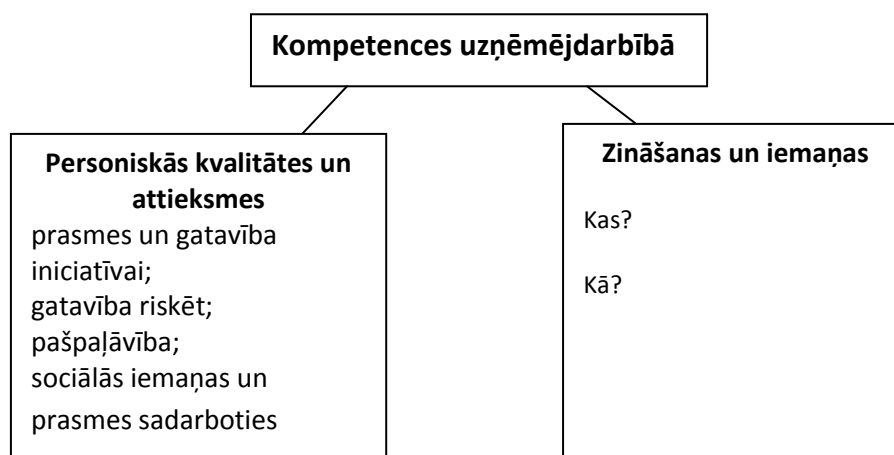 Kompetences uzņēmējdarbībā
Personiskās kvalitātes un
attieksmes
prasmes un gatavība
iniciatīvai;
gatavība riskēt;
pašpaļāvība;
sociālās iemaņas un
prasmes sadarboties
Zināšanas un iemaņas
Kas?
Kā?